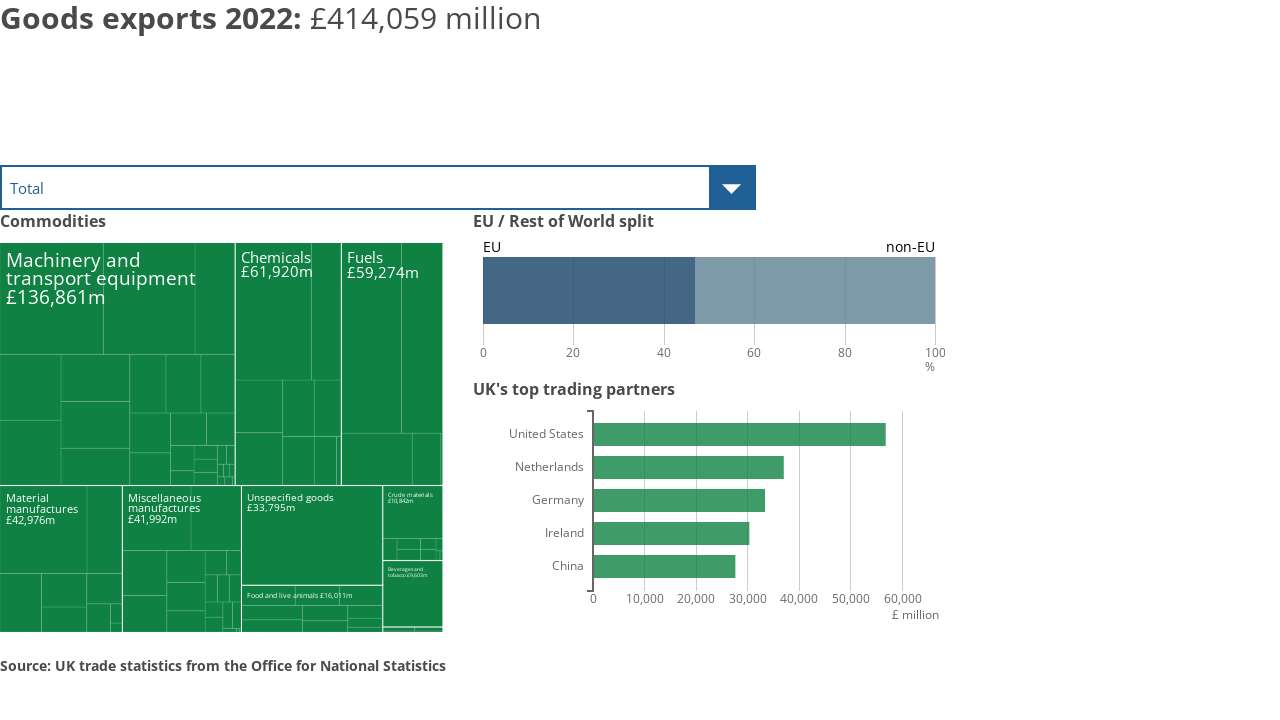 Goods exports 2022: £414,059 million
Total
Commodities
Machinery and
transport equipment
£136,861m
Chemicals
£61,920m
Fuels
£59,274m
Material
manufactures
£42,976m
Miscellaneous
manufactures
£41,992m
Unspecified goods
£33,795m
Crude materials
£10,842m
Beverages and
tobacco £9,603m
Food and live animals £16,011m
EU / Rest of World split
EU non-EU
0 20 40 60 80 100
%
UK's top trading partners
United States
Netherlands
Germany
Ireland
China
0 10,000 20,000 30,000 40,000 50,000 60,000
£ million
Source: UK trade statistics from the Office for National Statistics